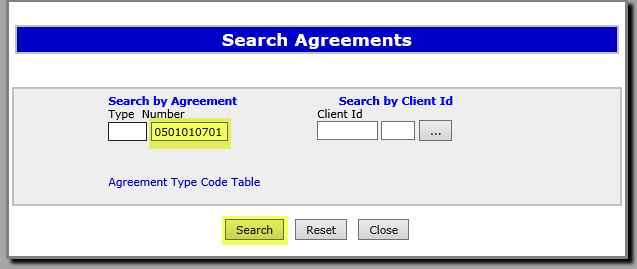 Search Agreements
Search by Agreement Search by Client Id
Type Number Client Id
0501010701 ...
Agreement Type Code Table
Search Reset Close